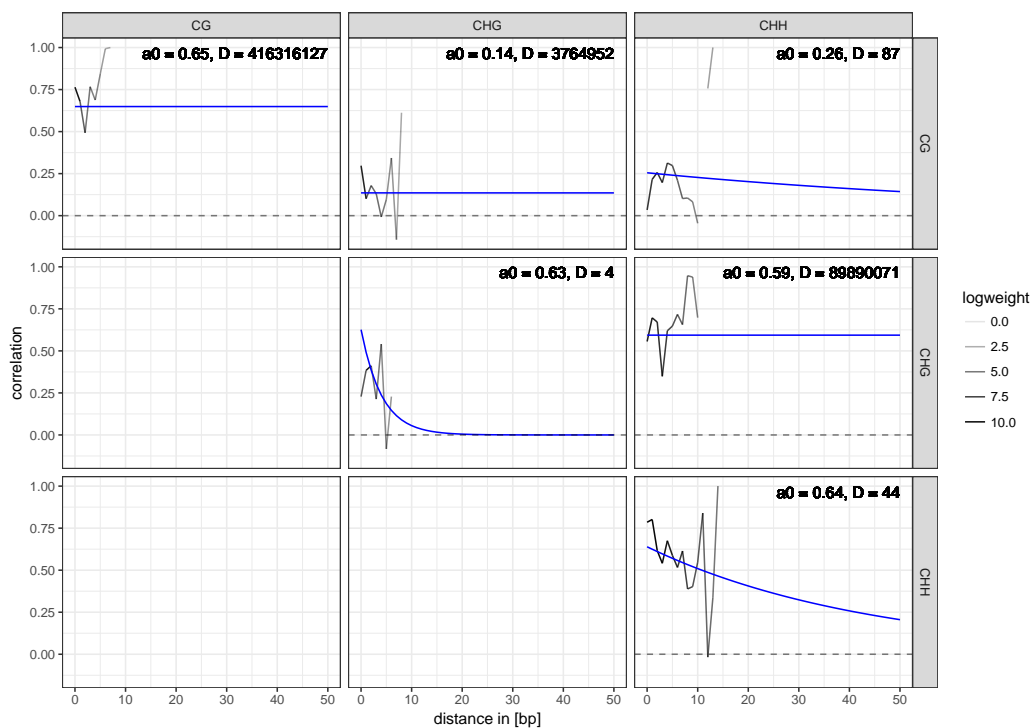 CG
CHG
CHH
1.00
0.75
0.50
0.25
0.00
a0 = 0.65, D = 416316127
a0 = 0.14, D = 3764952
a0 = 0.26, D = 87
CG
1.00
0.75
0.50
0.25
0.00
a0 = 0.63, D = 4
a0 = 0.59, D = 89890071
CHG
1.00
0.75
0.50
0.25
0.00
a0 = 0.64, D = 44
CHH
correlation
0 10 20 30 40 50
0 10 20 30 40 50
0 10 20 30 40 50
distance in [bp]
logweight
0.0
2.5
5.0
7.5
10.0